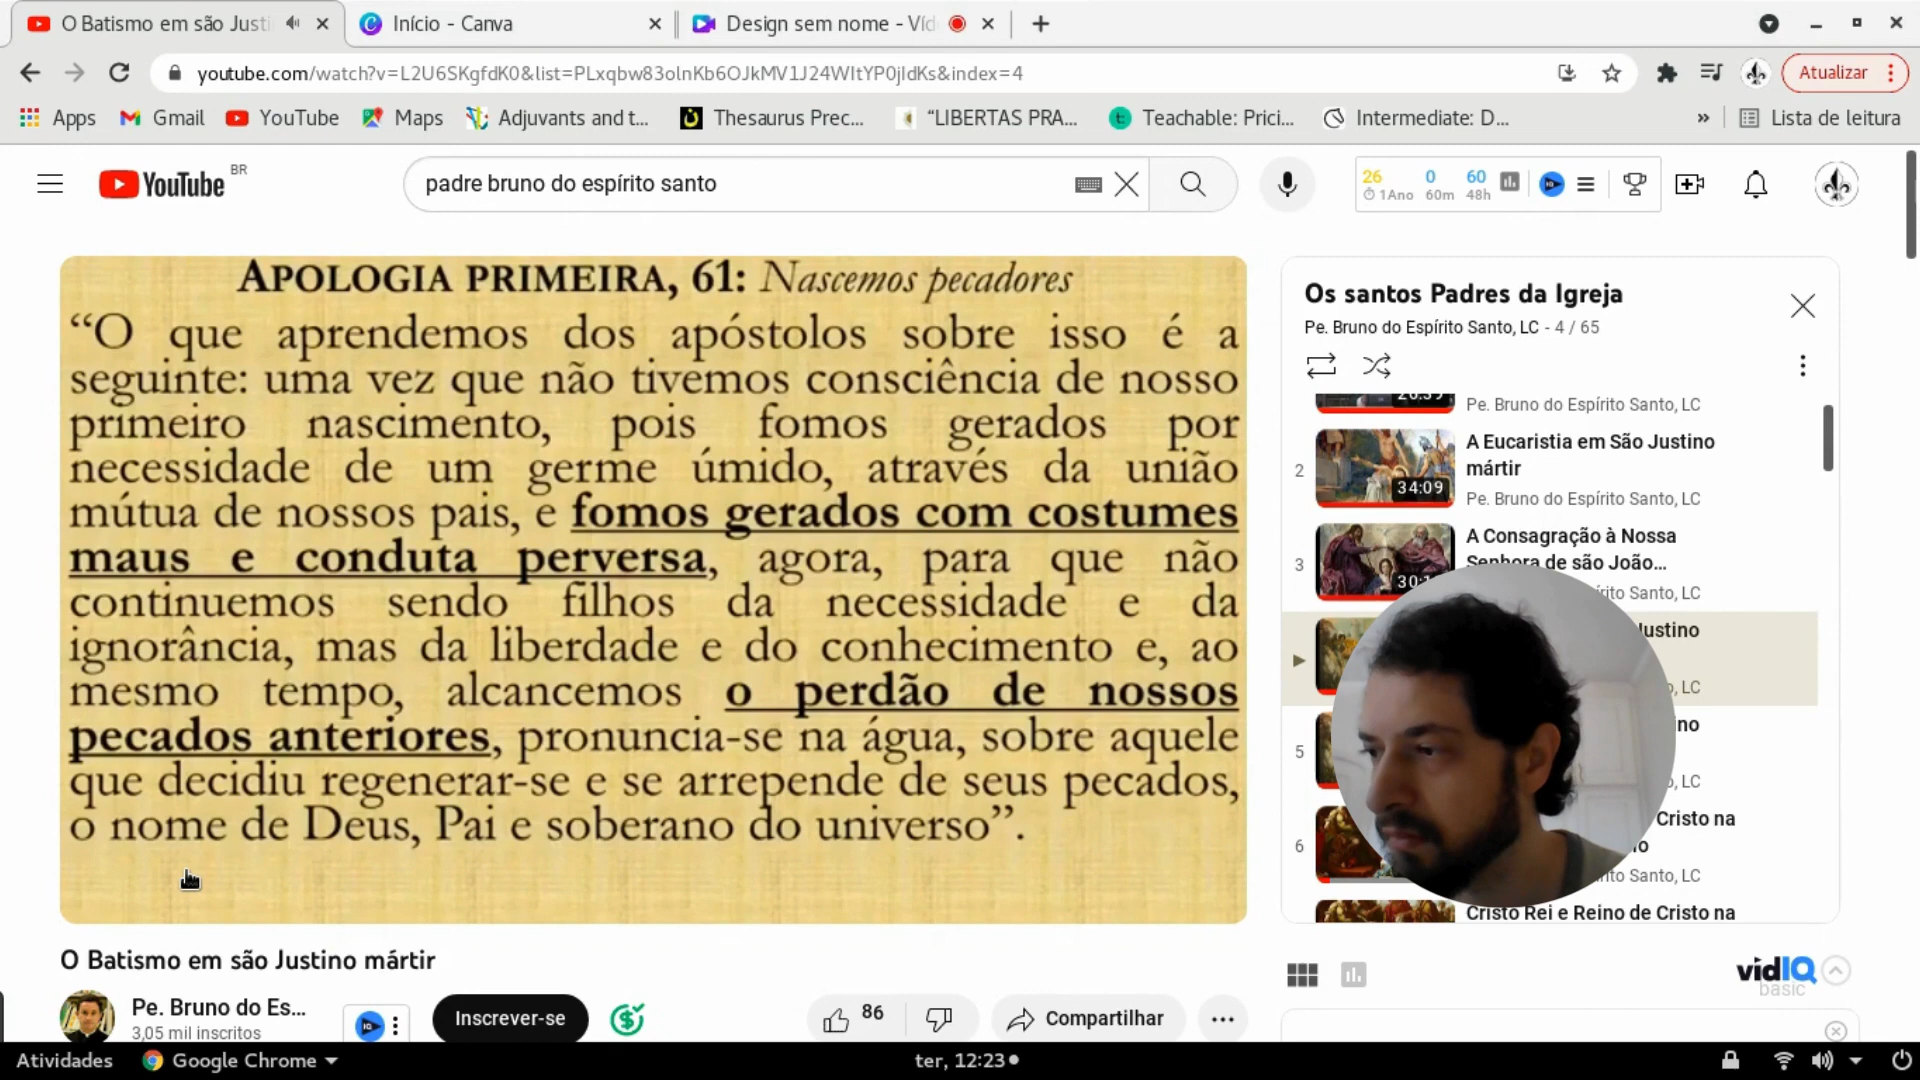 O Batismo em são Justi
Início - Canva
Design sem nome - Víd
youtube.com/watch?v=L2U6SKgfdK0&list=PLxqbw83olnKb6OJkMV1J24WItYP0jIdKs&index=4
Atualizar
Apps
Gmail
YouTube
Maps
Adjuvants and t...
Thesaurus Prec...
“LIBERTAS PRA...
Teachable: Prici...
Intermediate: D...
»
Lista de leitura
YouTube BR
padre bruno do espírito santo
26 0 60
1Ano 60m 48h
APOLOGIA PRIMEIRA, 61: Nascemos pecadores
“O que aprendemos dos apóstolos sobre isso é a
seguinte: uma vez que não tivemos consciência de nosso
primeiro nascimento, pois fomos gerados por
necessidade de um germe úmido, através da união
mútua de nossos pais, e fomos gerados com costumes
maus e conduta perversa, agora, para que não
continuemos sendo filhos da necessidade e da
ignorância, mas da liberdade e do conhecimento e, ao
mesmo tempo, alcancemos o perdão de nossos
pecados anteriores, pronuncia-se na água, sobre aquele
que decidiu regenerar-se e se arrepende de seus pecados,
o nome de Deus, Pai e soberano do universo”.
Os santos Padres da Igreja
Pe. Bruno do Espírito Santo, LC - 4 / 65
Pe. Bruno do Espírito Santo, LC
2
34:09
A Eucaristia em São Justino
mártir
Pe. Bruno do Espírito Santo, LC
3
A Consagração à Nossa
Senhora de são João...
rito Santo, LC
Justino
o, LC
5
ino
o, LC
6
Cristo na
io
nto Santo, LC
Cristo Rei e Reino de Cristo na
O Batismo em são Justino mártir
Pe. Bruno do Es...
3,05 mil inscritos
Inscrever-se
86
Compartilhar
vidIQ
basic
Atividades
Google Chrome
ter, 12:23